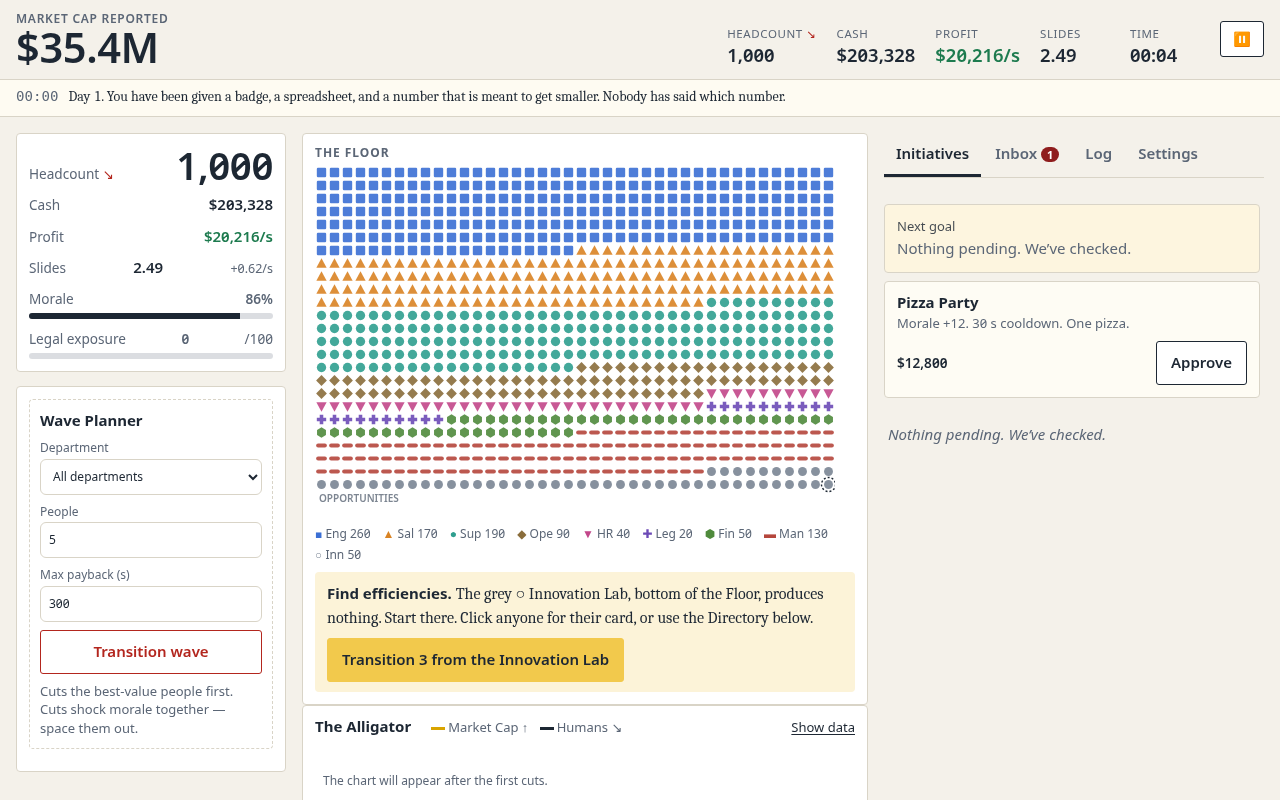 MARKET CAP REPORTED
$35.4M
HEADCOUNT ↘ CASH PROFIT SLIDES TIME
1,000 $203,328 $20,216/s 2.49 00:04
00:00 Day 1. You have been given a badge, a spreadsheet, and a number that is meant to get smaller. Nobody has said which number.
Headcount ↘ 1,000
Cash $203,328
Profit $20,216/s
Slides 2.49 +0.62/s
Morale 86%
Legal exposure 0 /100
Wave Planner
Department
All departments
People
5
Max payback (s)
300
Transition wave
Cuts the best-value people first.
Cuts shock morale together —
space them out.
THE FLOOR
OPPORTUNITIES
Eng 260 Sal 170 Sup 190 Ope 90 HR 40 Leg 20 Fin 50 Man 130
Inn 50
Find efficiencies. The grey ○ Innovation Lab, bottom of the Floor, produces
nothing. Start there. Click anyone for their card, or use the Directory below.
Transition 3 from the Innovation Lab
The Alligator Market Cap ↑ Humans ↘ Show data
The chart will appear after the first cuts.
Initiatives Inbox 1 Log Settings
Next goal
Nothing pending. We’ve checked.
Pizza Party
Morale +12. 30 s cooldown. One pizza.
$12,800 Approve
Nothing pending. We’ve checked.